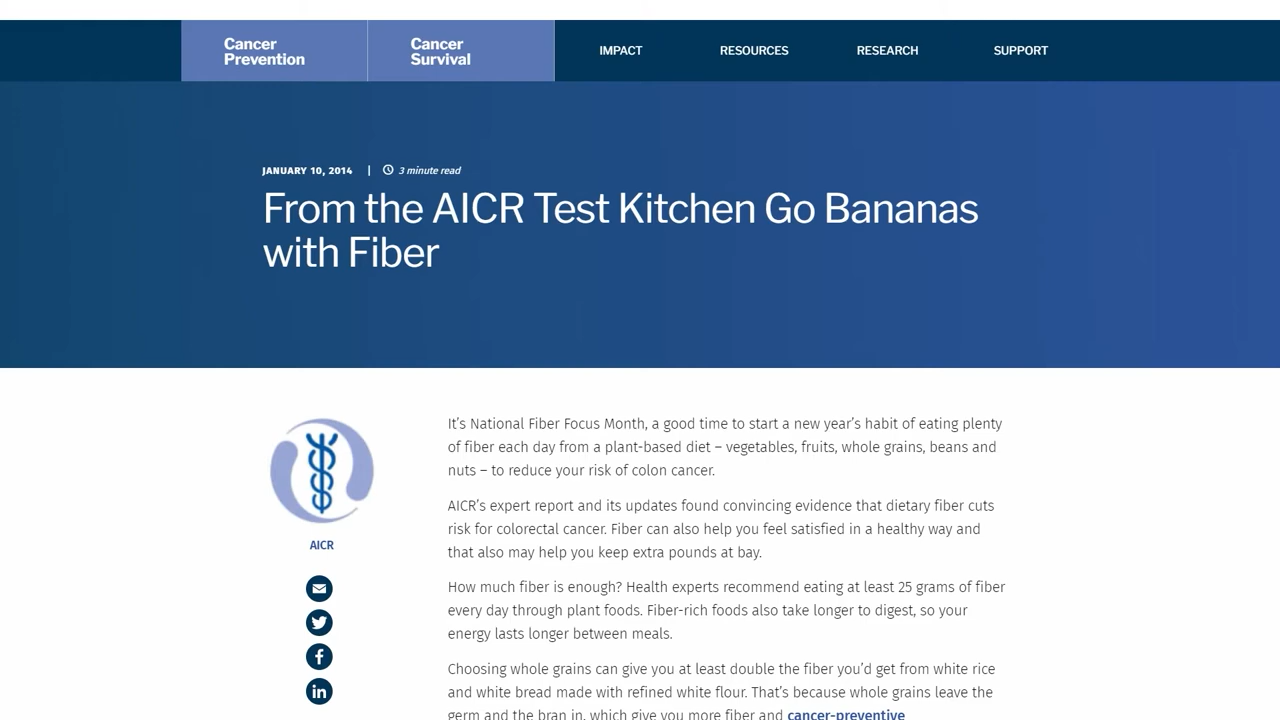 Cancer
Prevention
Cancer
Survival
IMPACT
RESOURCES
RESEARCH
SUPPORT
JANUARY 10, 2014 | 3 minute read
From the AICR Test Kitchen Go Bananas
with Fiber
It's National Fiber Focus Month, a good time to start a new year's habit of eating plenty
of fiber each day from a plant-based diet – vegetables, fruits, whole grains, beans and
nuts – to reduce your risk of colon cancer.
AICR's expert report and its updates found convincing evidence that dietary fiber cuts
risk for colorectal cancer. Fiber can also help you feel satisfied in a healthy way and
that also may help you keep extra pounds at bay.
AICR
How much fiber is enough? Health experts recommend eating at least 25 grams of fiber
every day through plant foods. Fiber-rich foods also take longer to digest, so your
energy lasts longer between meals.
Choosing whole grains can give you at least double the fiber you'd get from white rice
and white bread made with refined white flour. That's because whole grains leave the
germ and the bran in, which give you more fiber and cancer-preventive